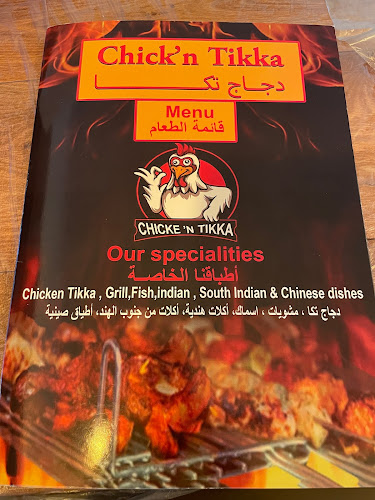 Chick'n Tikka
دجاج تكا
Menu
قائمة الطعام
CHICKE 'N TIKKA
Our specialities
أطباقنا الخاصة
Chicken Tikka , Grill,Fish,indian , South Indian & Chinese dishes
دجاج تكا ، مشويات ، اسماك، أكلات هندية، أكلات من جنوب الهند، أطباق صينية